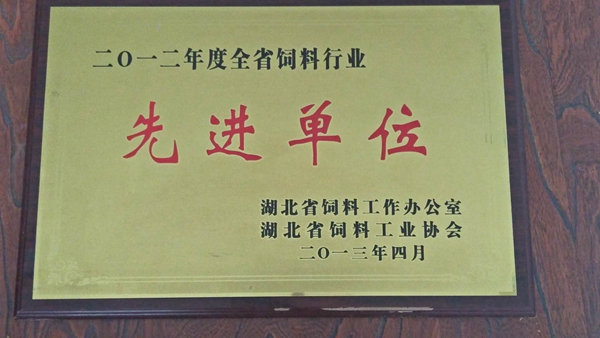 二〇一二年度全省饲料行业
先进单位
湖北省饲料工作办公室
湖北省饲料工业协会
二〇一三年四月